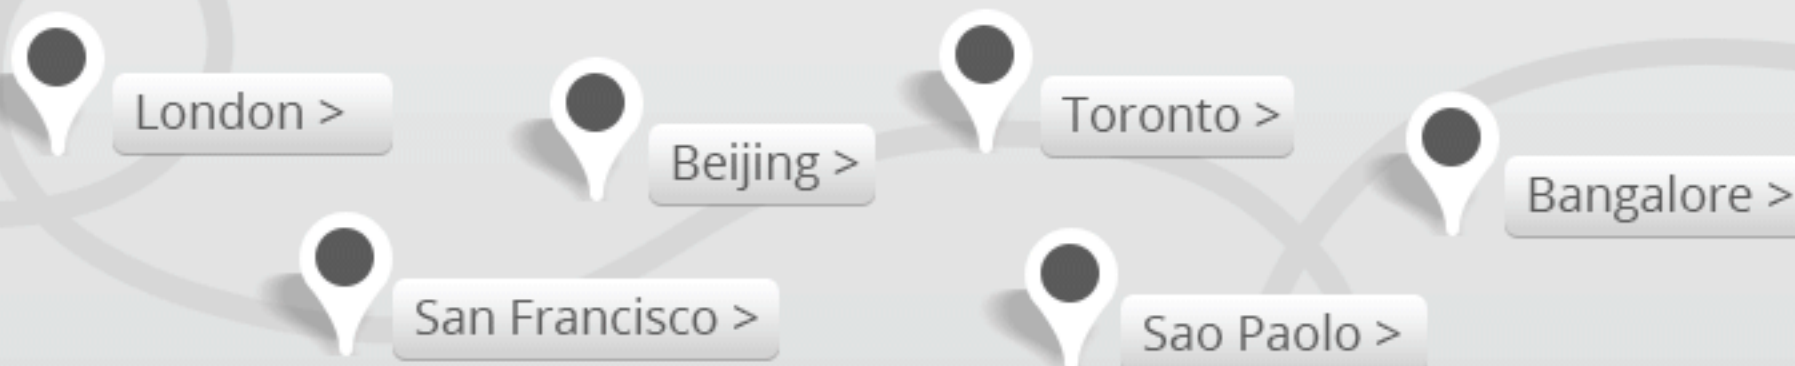 London >
Beijing >
Toronto >
Bangalore >
San Francisco >
Sao Paolo >